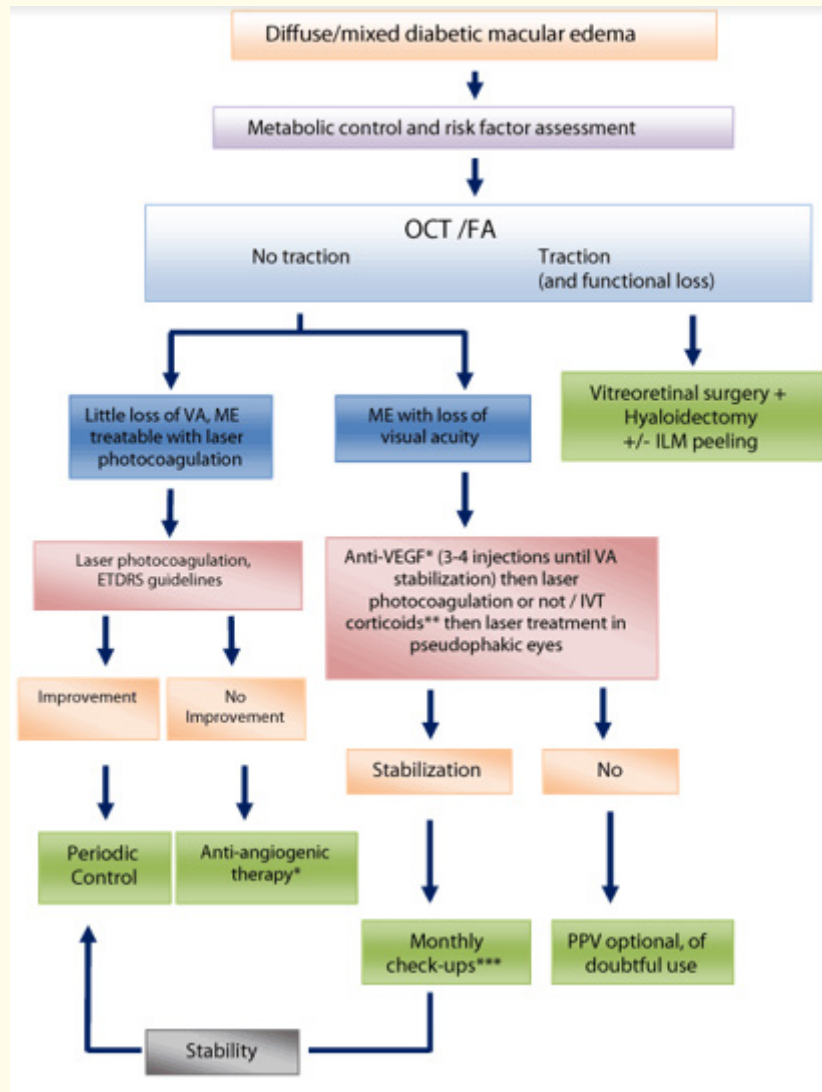 Diffuse/mixed diabetic macular edema
Metabolic control and risk factor assessment
OCT /FA
No traction
Traction
(and functional loss)
Little loss of VA, ME
treatable with laser
photocoagulation
ME with loss of
visual acuity
Vitreoretinal surgery +
Hyaloidectomy
+/- ILM peeling
Laser photocoagulation,
ETDRS guidelines
Anti-VEGF* (3-4 injections until VA
stabilization) then laser
photocoagulation or not / IVT
corticoids** then laser treatment in
pseudophakic eyes
Improvement
No
Improvement
Stabilization
No
Periodic
Control
Anti-angiogenic
therapy*
Monthly
check-ups***
PPV optional, of
doubtful use
Stability